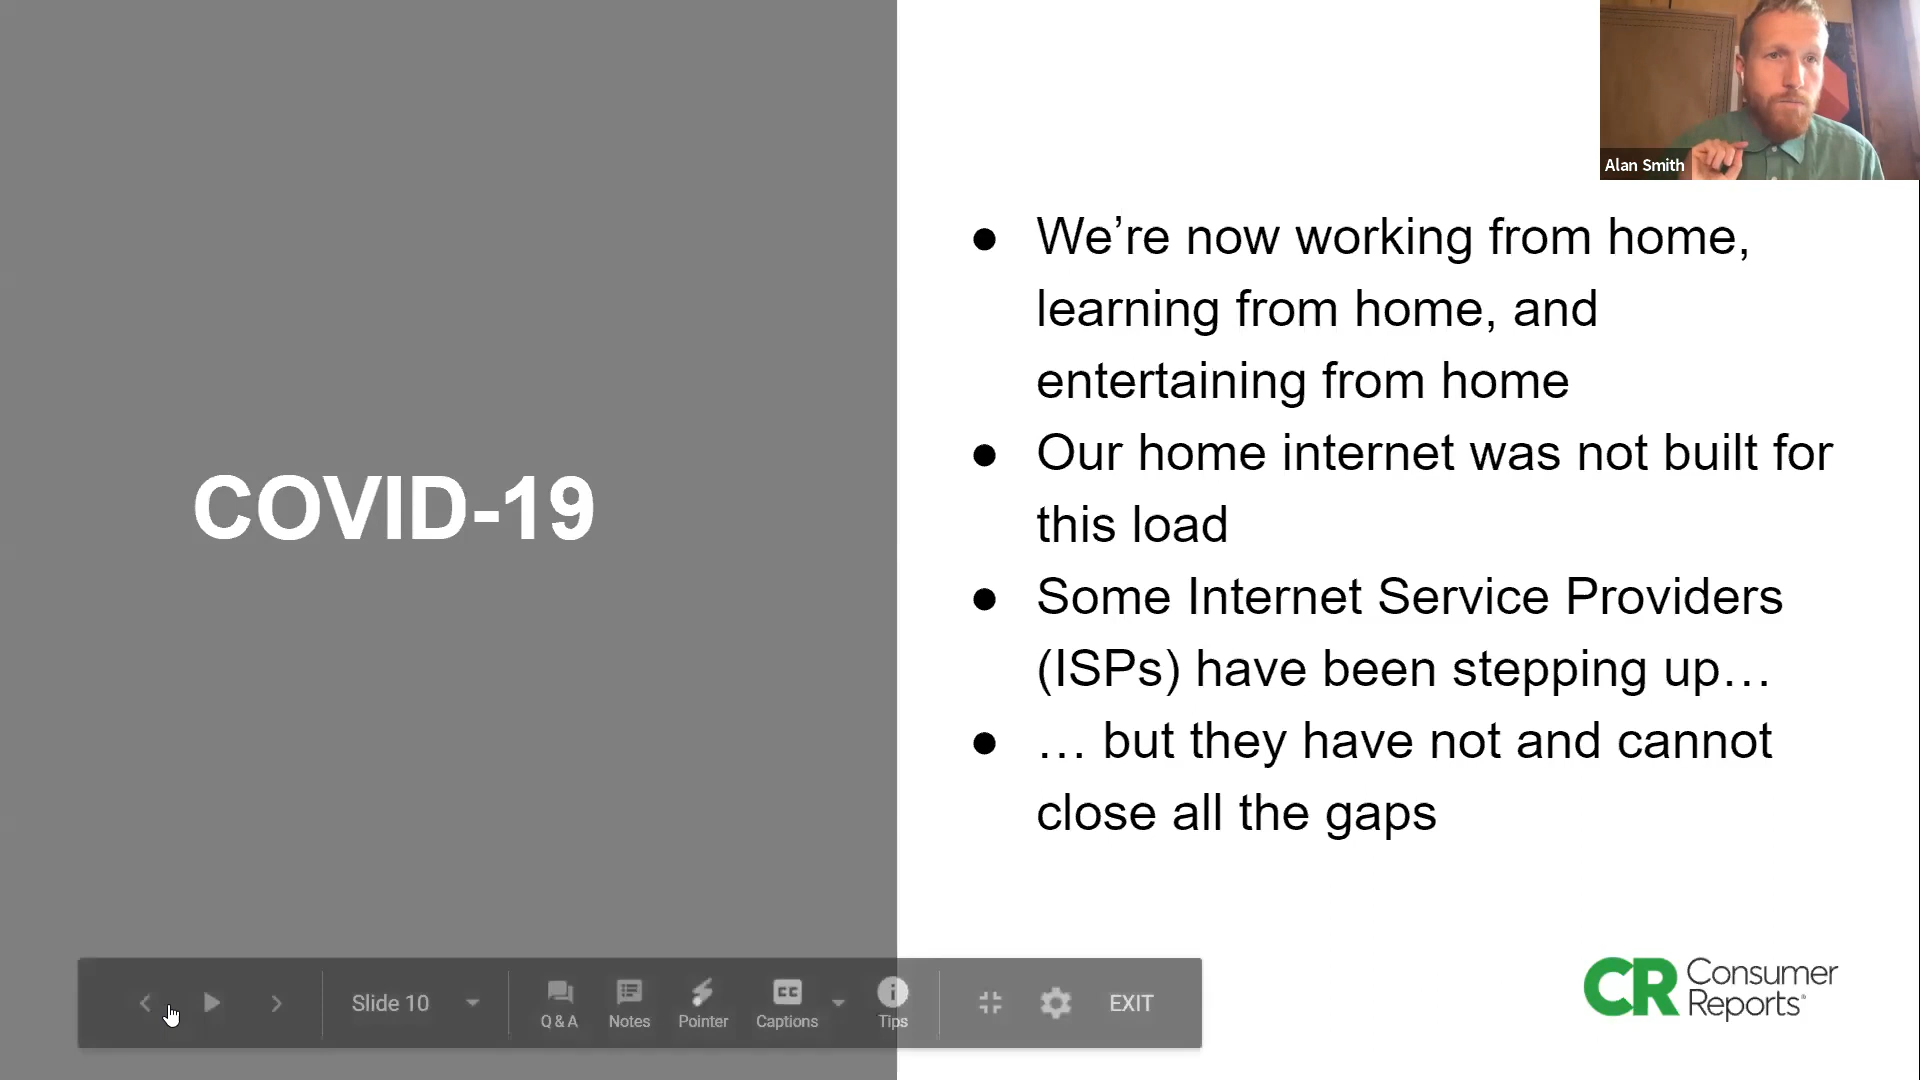 Alan Smith
COVID-19
● We’re now working from home,
learning from home, and
entertaining from home
● Our home internet was not built for
this load
● Some Internet Service Providers
(ISPs) have been stepping up…
● … but they have not and cannot
close all the gaps
Slide 10
Q & A
Notes
Pointer
CC
Captions
Tips
EXIT
CR Consumer
Reports®